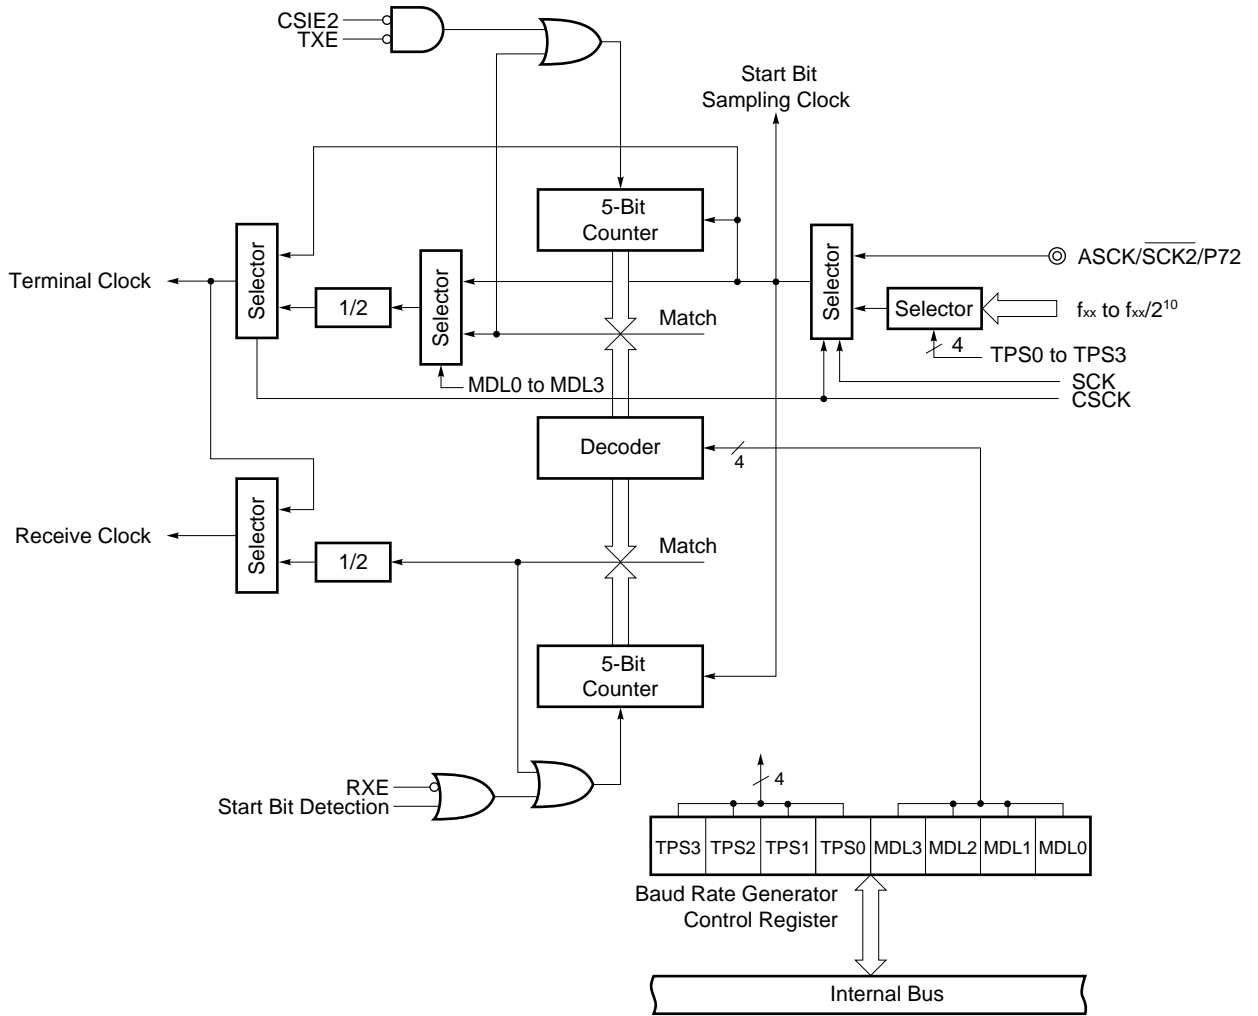 CSIE2
TXE
Start Bit
Sampling Clock
5-Bit
Counter
Selector
Selector
Selector
ASCK/SCK2/P72
Terminal Clock
1/2
Selector
fxx to fxx/2^10
Match
4
TPS0 to TPS3
MDL0 to MDL3
SCK
CSCK
Decoder
4
Selector
Receive Clock
1/2
Match
5-Bit
Counter
RXE
Start Bit Detection
4
TPS3 TPS2 TPS1 TPS0 MDL3 MDL2 MDL1 MDL0
Baud Rate Generator
Control Register
Internal Bus